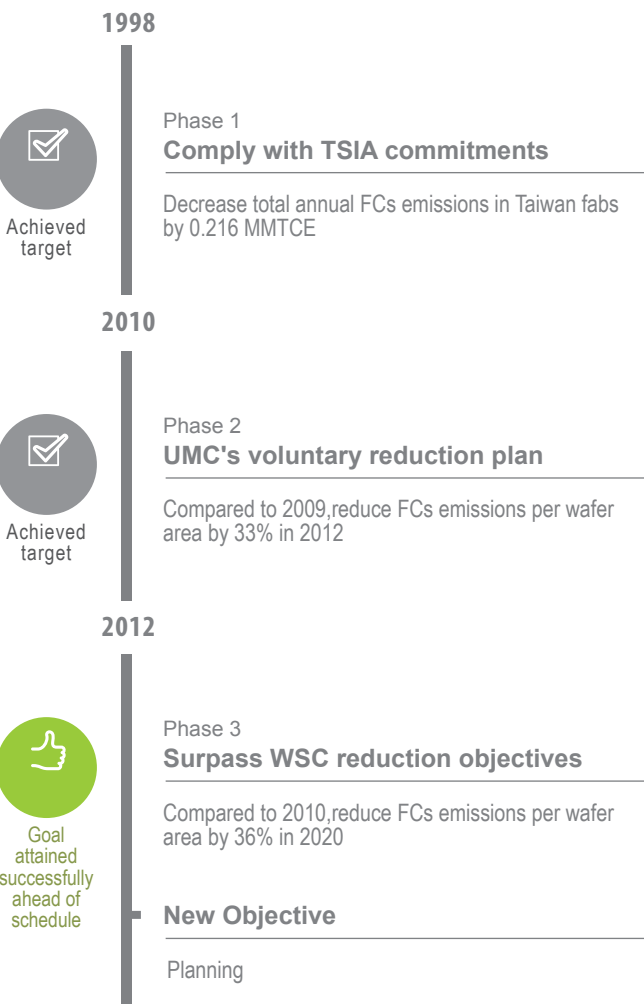 1998
Phase 1
Comply with TSIA commitments
Decrease total annual FCs emissions in Taiwan fabs
by 0.216 MMTCE
Achieved
target
2010
Phase 2
UMC's voluntary reduction plan
Compared to 2009,reduce FCs emissions per wafer
area by 33% in 2012
Achieved
target
2012
Phase 3
Surpass WSC reduction objectives
Compared to 2010,reduce FCs emissions per wafer
area by 36% in 2020
Goal
attained
successfully
ahead of
schedule
New Objective
Planning